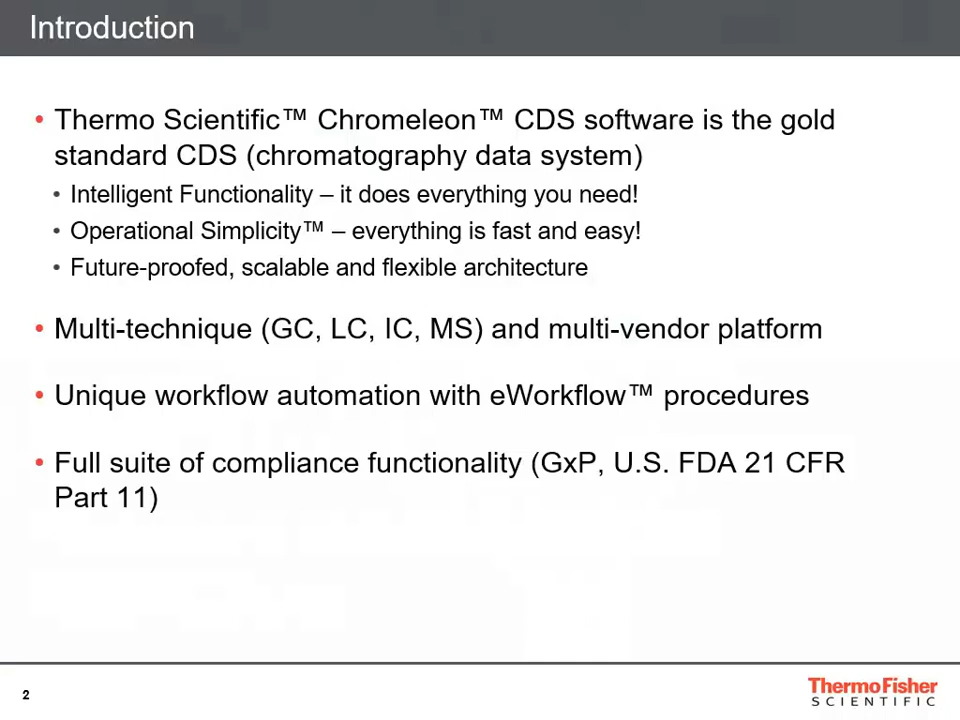 Introduction
• Thermo Scientific™ Chromeleon™ CDS software is the gold
standard CDS (chromatography data system)
• Intelligent Functionality – it does everything you need!
• Operational Simplicity™ – everything is fast and easy!
• Future-proofed, scalable and flexible architecture
• Multi-technique (GC, LC, IC, MS) and multi-vendor platform
• Unique workflow automation with eWorkflow™ procedures
• Full suite of compliance functionality (GxP, U.S. FDA 21 CFR
Part 11)
2
ThermoFisher
SCIENTIFIC